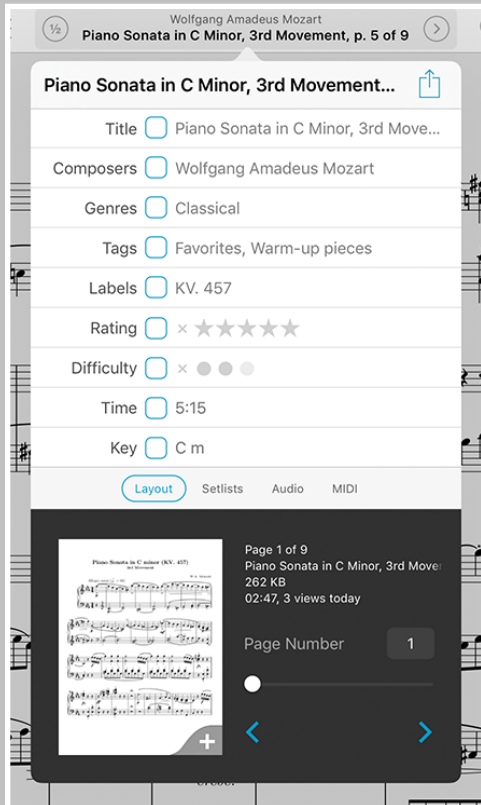 ½
Wolfgang Amadeus Mozart
Piano Sonata in C Minor, 3rd Movement, p. 5 of 9
Piano Sonata in C Minor, 3rd Movement...
Title Piano Sonata in C Minor, 3rd Move...
Composers Wolfgang Amadeus Mozart
Genres Classical
Tags Favorites, Warm-up pieces
Labels KV. 457
Rating × ★★★★★
Difficulty ×
Time 5:15
Key C m
Layout Setlists Audio MIDI
Piano Sonata in C minor (KV. 457)
3rd Movement
Page 1 of 9
Piano Sonata in C Minor, 3rd Mover
262 KB
02:47, 3 views today
Page Number 1